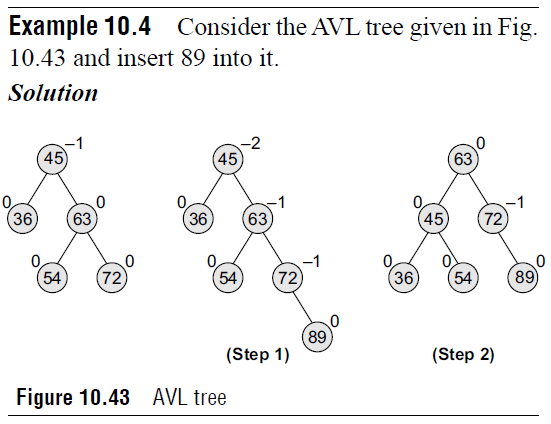 Example 10.4 Consider the AVL tree given in Fig.
10.43 and insert 89 into it.
Solution
45 –1
0 36 63 0
0 54 72 0
45 –2
0 36 63 –1
0 54 72 –1
89 0
(Step 1)
63 0
0 45 72 –1
0 36 0 54 89 0
(Step 2)
Figure 10.43 AVL tree